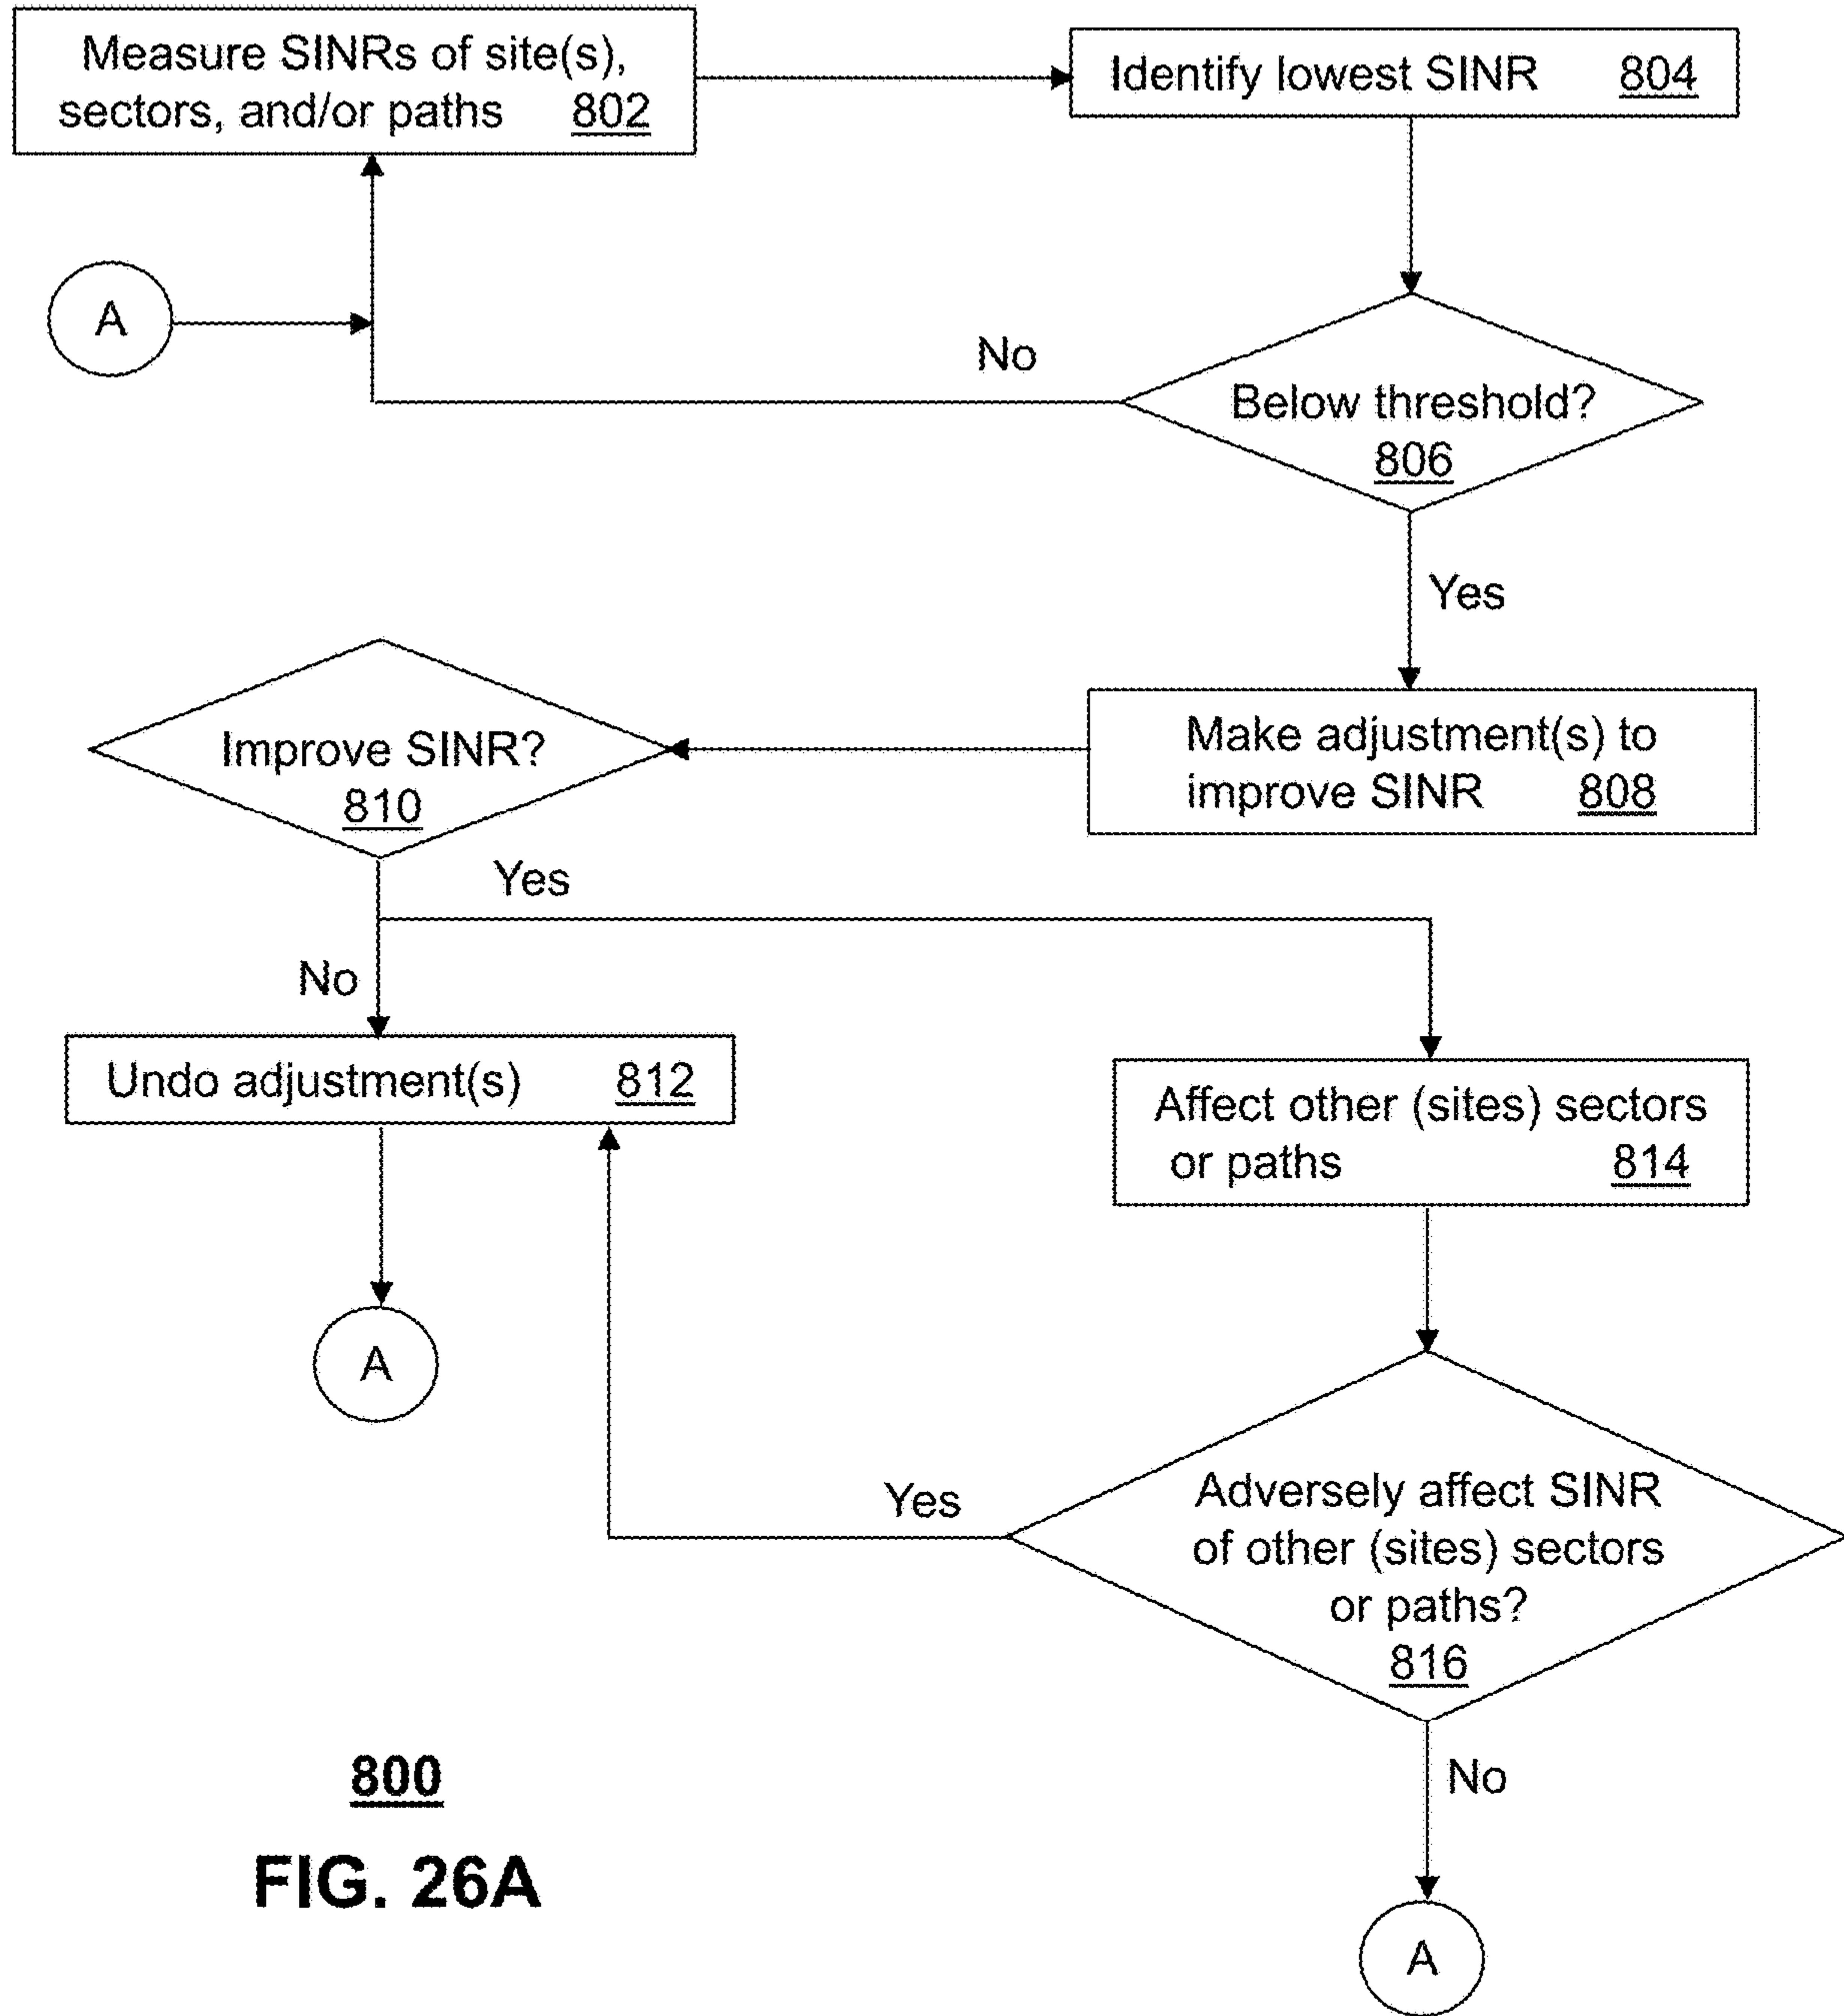 Measure SINRs of site(s),
sectors, and/or paths 802
Identify lowest SINR 804
A
No
Below threshold?
806
Yes
Improve SINR?
810
Make adjustment(s) to
improve SINR 808
Yes
No
Undo adjustment(s) 812
Affect other (sites) sectors
or paths 814
A
Yes
Adversely affect SINR
of other (sites) sectors
or paths?
816
No
800
FIG. 26A
A